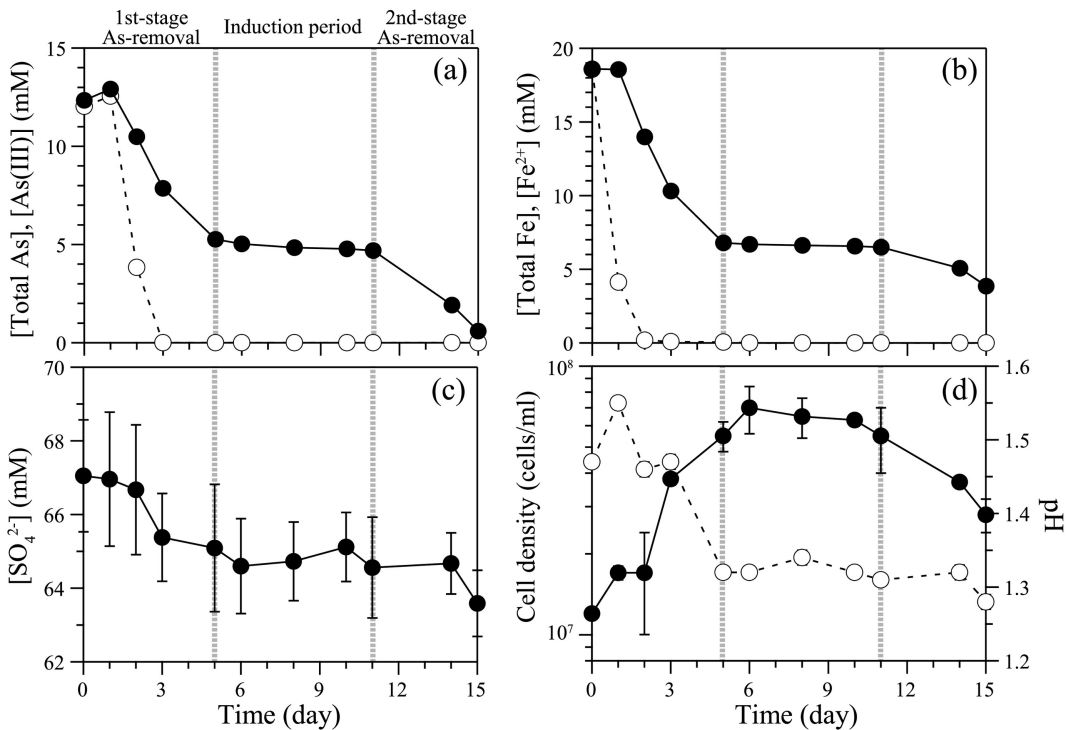 1st-stage
As-removal
Induction period
2nd-stage
As-removal
(a)
[Total As], [As(III)] (mM)
15
10
5
0
(b)
[Total Fe], [Fe²⁺] (mM)
20
15
10
5
0
(c)
[SO₄²⁻] (mM)
70
68
66
64
62
0
3
6
9
12
15
Time (day)
(d)
Cell density (cells/ml)
10⁸
10⁷
pH
1.6
1.5
1.4
1.3
1.2
0
3
6
9
12
15
Time (day)